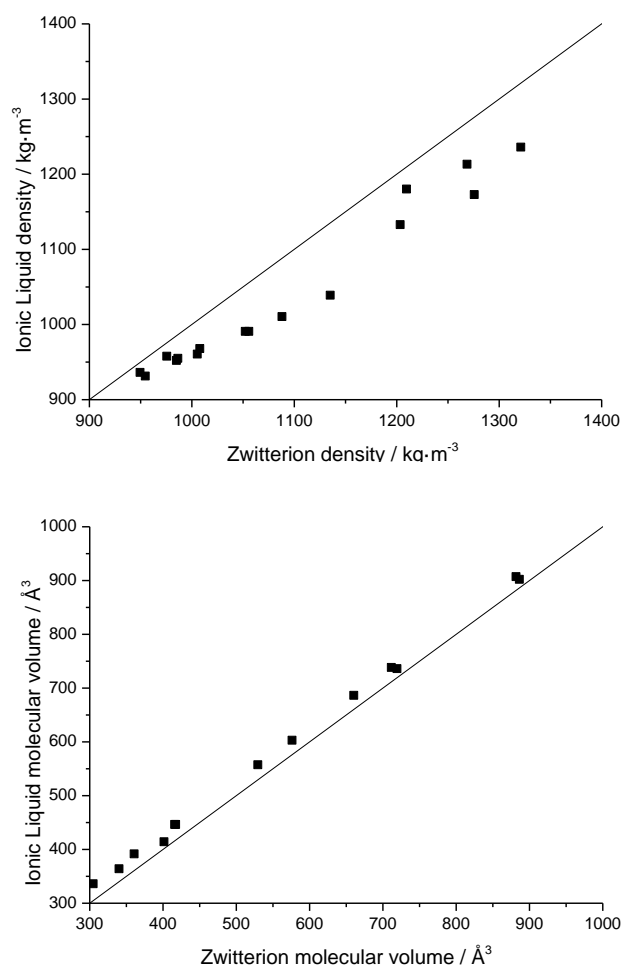 1400
1300
1200
1100
1000
900
Ionic Liquid density / kg·m⁻³
900 1000 1100 1200 1300 1400
Zwitterion density / kg·m⁻³
1000
900
800
700
600
500
400
300
Ionic Liquid molecular volume / Å³
300 400 500 600 700 800 900 1000
Zwitterion molecular volume / Å³